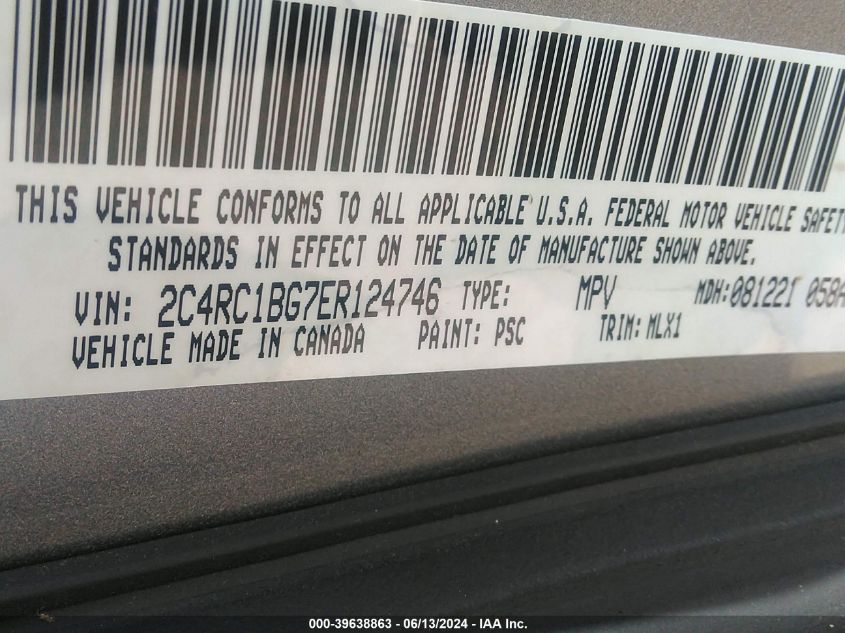 THIS VEHICLE CONFORMS TO ALL APPLICABLE U.S.A. FEDERAL MOTOR VEHICLE SAFETY
STANDARDS IN EFFECT ON THE DATE OF MANUFACTURE SHOWN ABOVE.
VIN: 2C4RC1BG7ER124746 TYPE: MPV MDH:081221 058A
VEHICLE MADE IN CANADA PAINT: PSC TRIM: MLX1
000-39638863 - 06/13/2024 - IAA Inc.